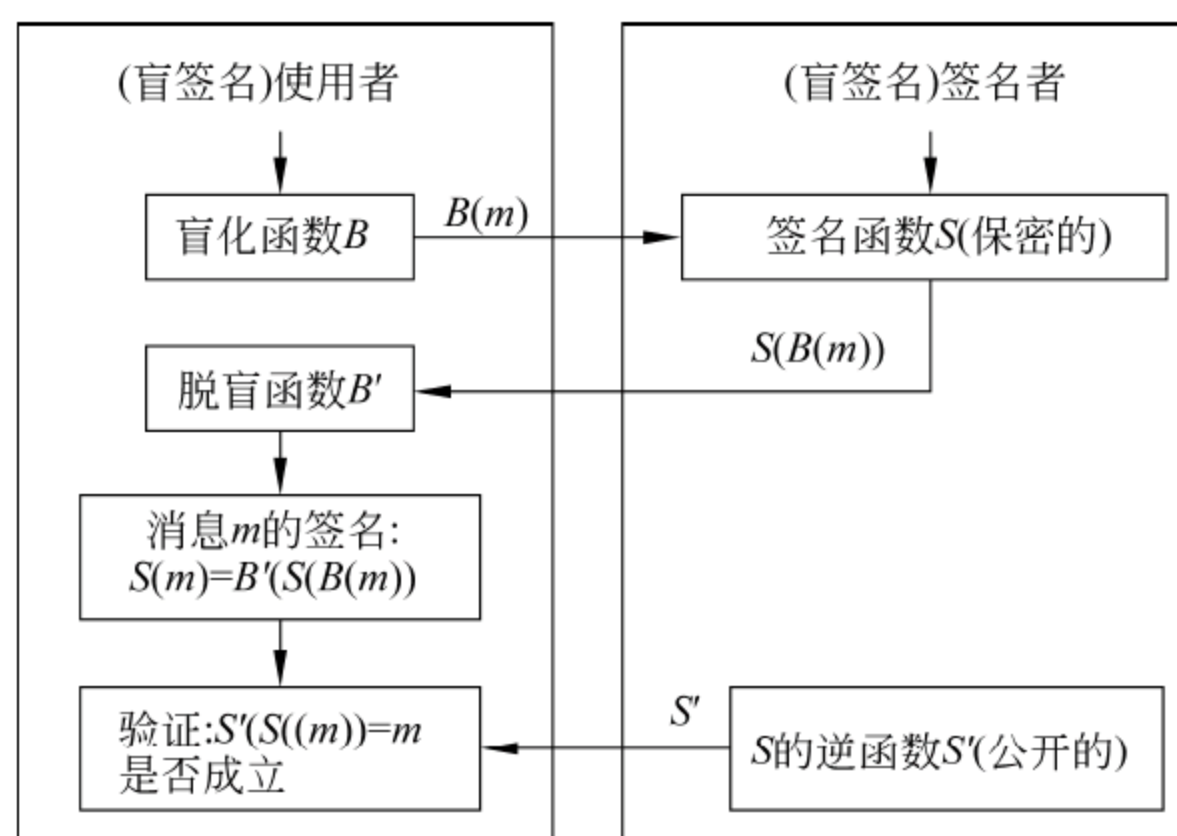 (盲签名)使用者
(盲签名)签名者
盲化函数B
B(m)
签名函数S(保密的)
S(B(m))
脱盲函数B′
消息m的签名:
S(m)=B′(S(B(m))
验证:S′(S((m))=m
是否成立
S′
S的逆函数S′(公开的)